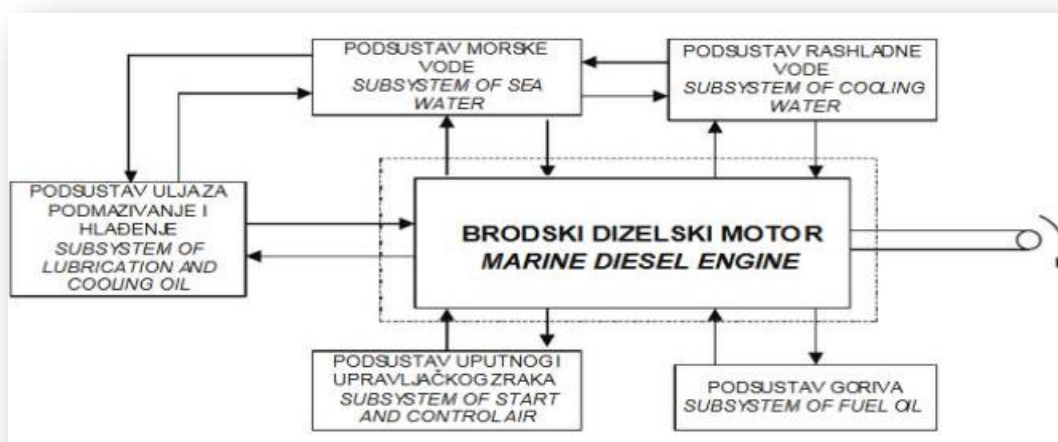 PODSUSTAV MORSKE
VODE
SUBSYSTEM OF SEA
WATER
PODSUSTAV RASHLADNE
VODE
SUBSYSTEM OF COOLING
WATER
PODSUSTAV ULJAZA
PODMAZIVANJE I
HLAĐENJE
SUBSYSTEM OF
LUBRICATION AND
COOLING OIL
BRODSKI DIZELSKI MOTOR
MARINE DIESEL ENGINE
PODSUSTAV UPUTNOG I
UPRAVLJAČKOG ZRAKA
SUBSYSTEM OF START
AND CONTROL AIR
PODSUSTAV GORIVA
SUBSYSTEM OF FUEL OIL